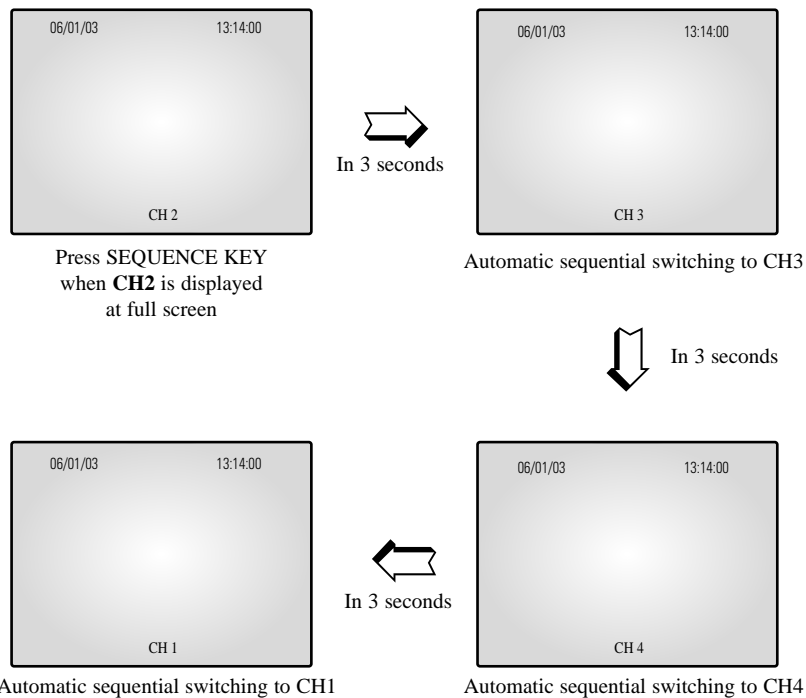 06/01/03 13:14:00
CH 2
Press SEQUENCE KEY
when CH2 is displayed
at full screen
In 3 seconds
06/01/03 13:14:00
CH 3
Automatic sequential switching to CH3
In 3 seconds
06/01/03 13:14:00
CH 4
Automatic sequential switching to CH4
In 3 seconds
06/01/03 13:14:00
CH 1
Automatic sequential switching to CH1